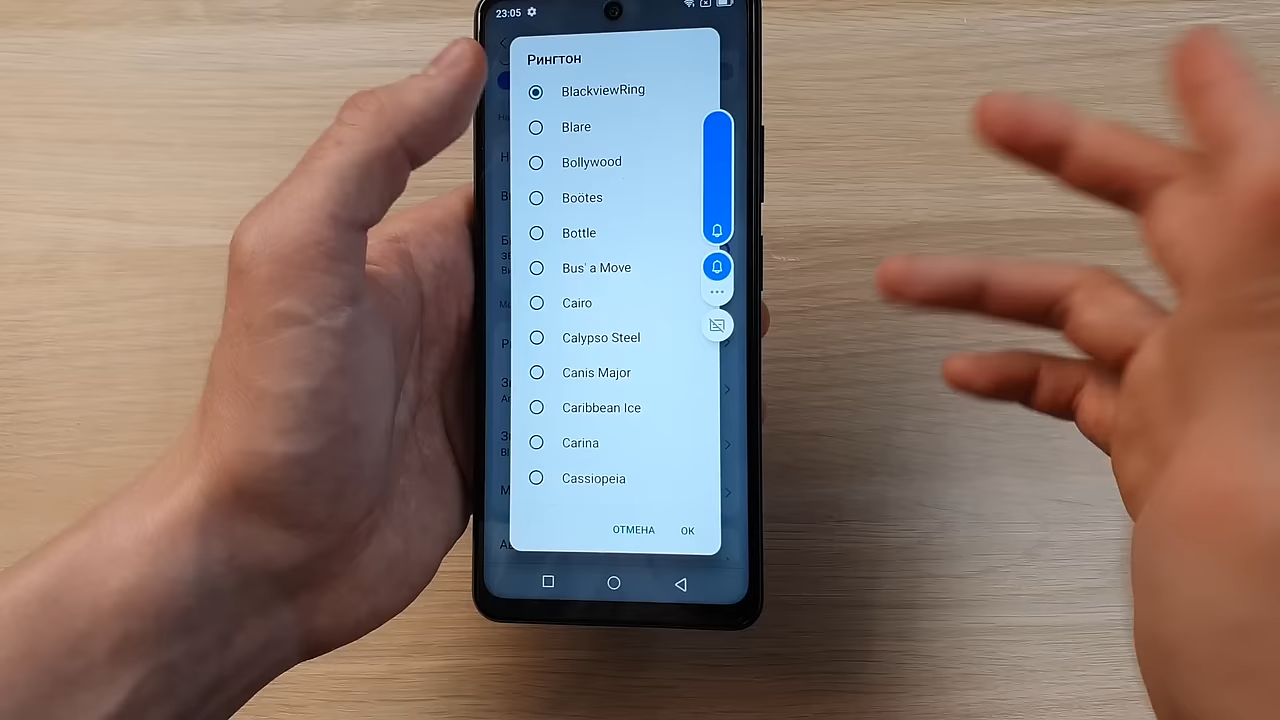 23:05
Рингтон
BlackviewRing
Blare
Bollywood
Boötes
Bottle
Bus' a Move
Cairo
Calypso Steel
Canis Major
Caribbean Ice
Carina
Cassiopeia
ОТМЕНА OK